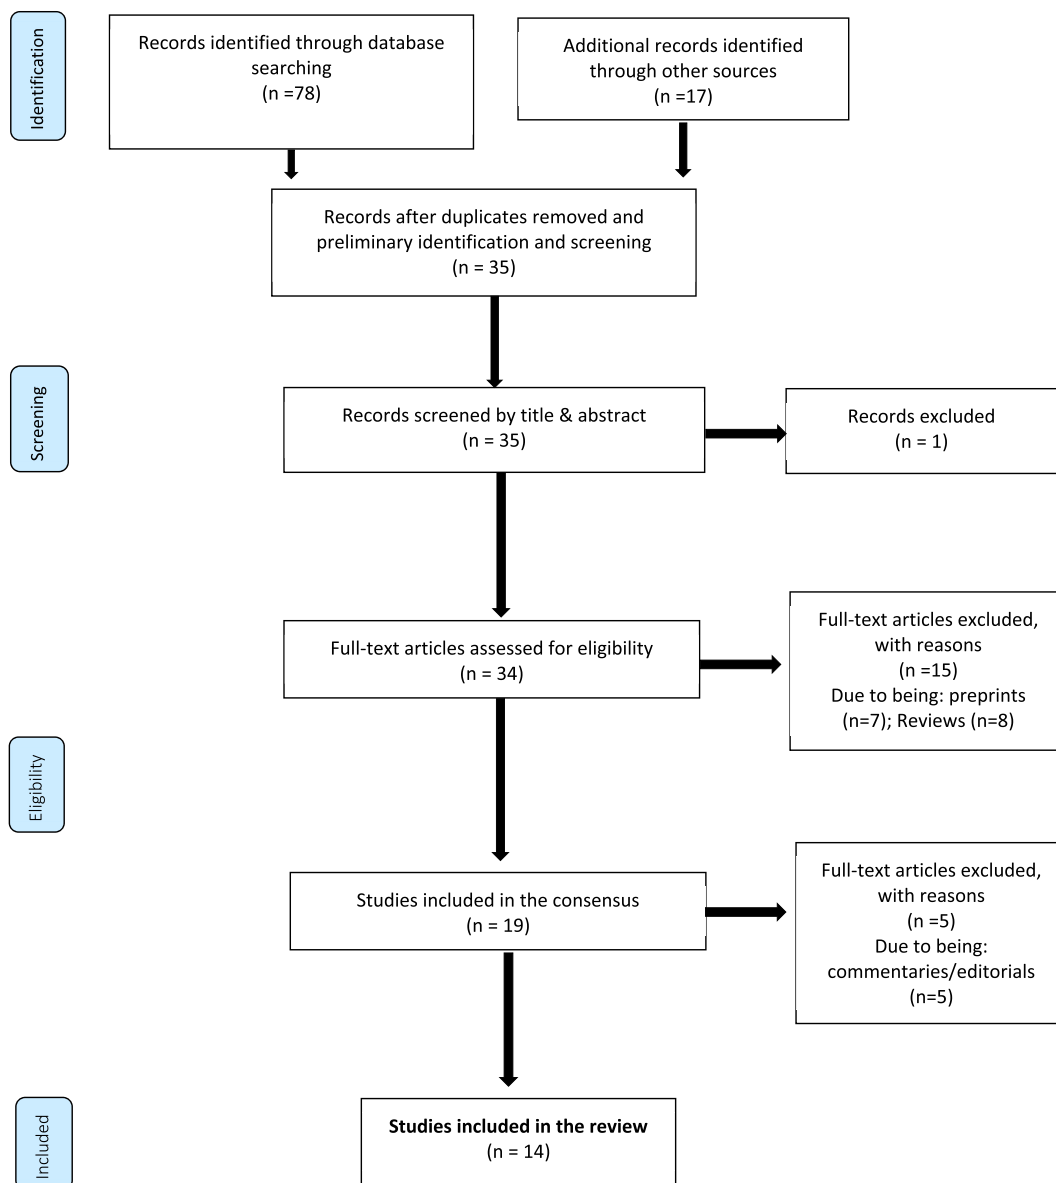 Identification
Records identified through database
searching
(n =78)
Additional records identified
through other sources
(n =17)
Records after duplicates removed and
preliminary identification and screening
(n = 35)
Screening
Records screened by title & abstract
(n = 35)
Records excluded
(n = 1)
Full-text articles assessed for eligibility
(n = 34)
Full-text articles excluded,
with reasons
(n =15)
Due to being: preprints
(n=7); Reviews (n=8)
Eligibility
Studies included in the consensus
(n = 19)
Full-text articles excluded,
with reasons
(n =5)
Due to being:
commentaries/editorials
(n=5)
Included
Studies included in the review
(n = 14)